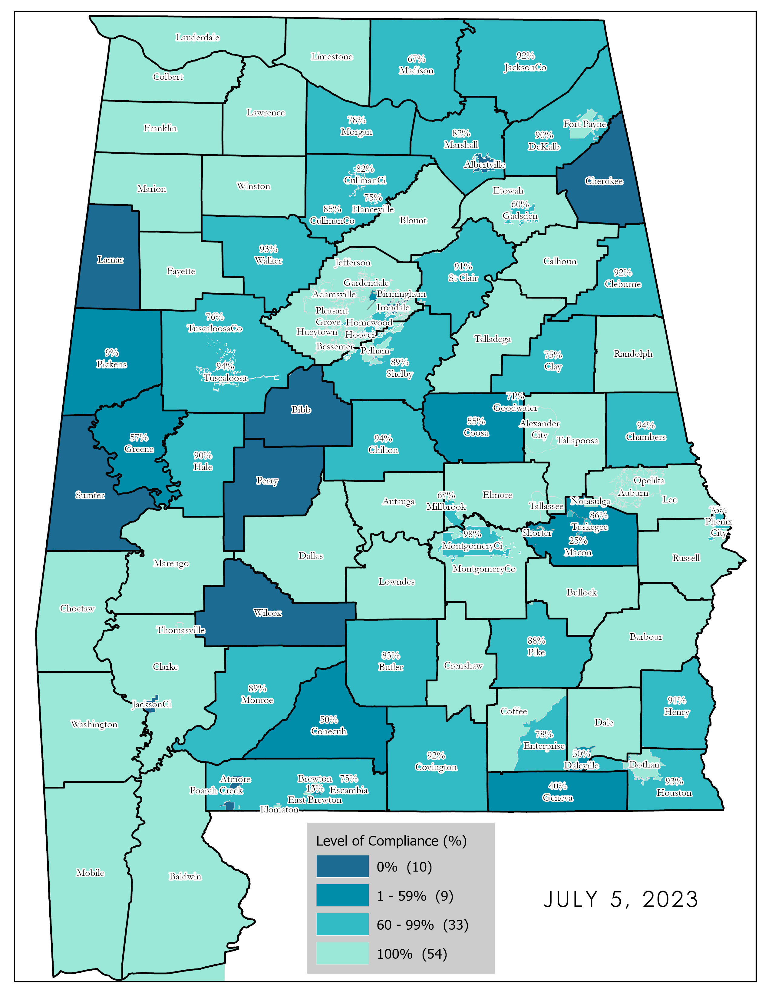 Lauderdale
Limestone
67%
Madison
92%
JacksonCo
Colbert
Lawrence
Franklin
78%
Morgan
82%
Marshall
Albertville
90%
DeKalb
Fort Payne
Cherokee
Marion
Winston
82%
CullmanCi
75%
Hanceville
85%
CullmanCo
Blount
Etowah
60%
Gadsden
Lamar
Fayette
93%
Walker
Jefferson
Gardendale
Adamsville
Birmingham
Pleasant
Grove
Irondale
Homewood
Hueytown
Hoover
Bessemer
Pelham
89%
Shelby
91%
St Clair
Calhoun
92%
Cleburne
9%
Pickens
76%
TuscaloosaCo
94%
Tuscaloosa
Talladega
75%
Clay
Randolph
Bibb
57%
Greene
90%
Hale
94%
Chilton
55%
Coosa
71%
Goodwater
Alexander
City
Tallapoosa
94%
Chambers
Sumter
Perry
Autauga
67%
Millbrook
Elmore
Tallassee
Notasulga
Opelika
Auburn
Lee
75%
Phenix
City
86%
Tuskegee
Shorter
25%
Macon
98%
MontgomeryCi
MontgomeryCo
Marengo
Dallas
Lowndes
Bullock
Russell
Choctaw
Wilcox
Thomasville
Clarke
83%
Butler
Crenshaw
88%
Pike
Barbour
JacksonCi
Washington
89%
Monroe
50%
Conecuh
92%
Covington
Coffee
78%
Enterprise
Dale
50%
Daleville
91%
Henry
Dothan
93%
Houston
40%
Geneva
Atmore
Poarch Creek
Brewton
13%
East Brewton
75%
Escambia
Flomaton
Mobile
Baldwin
Level of Compliance (%)
0% (10)
1 - 59% (9)
60 - 99% (33)
100% (54)
JULY 5, 2023